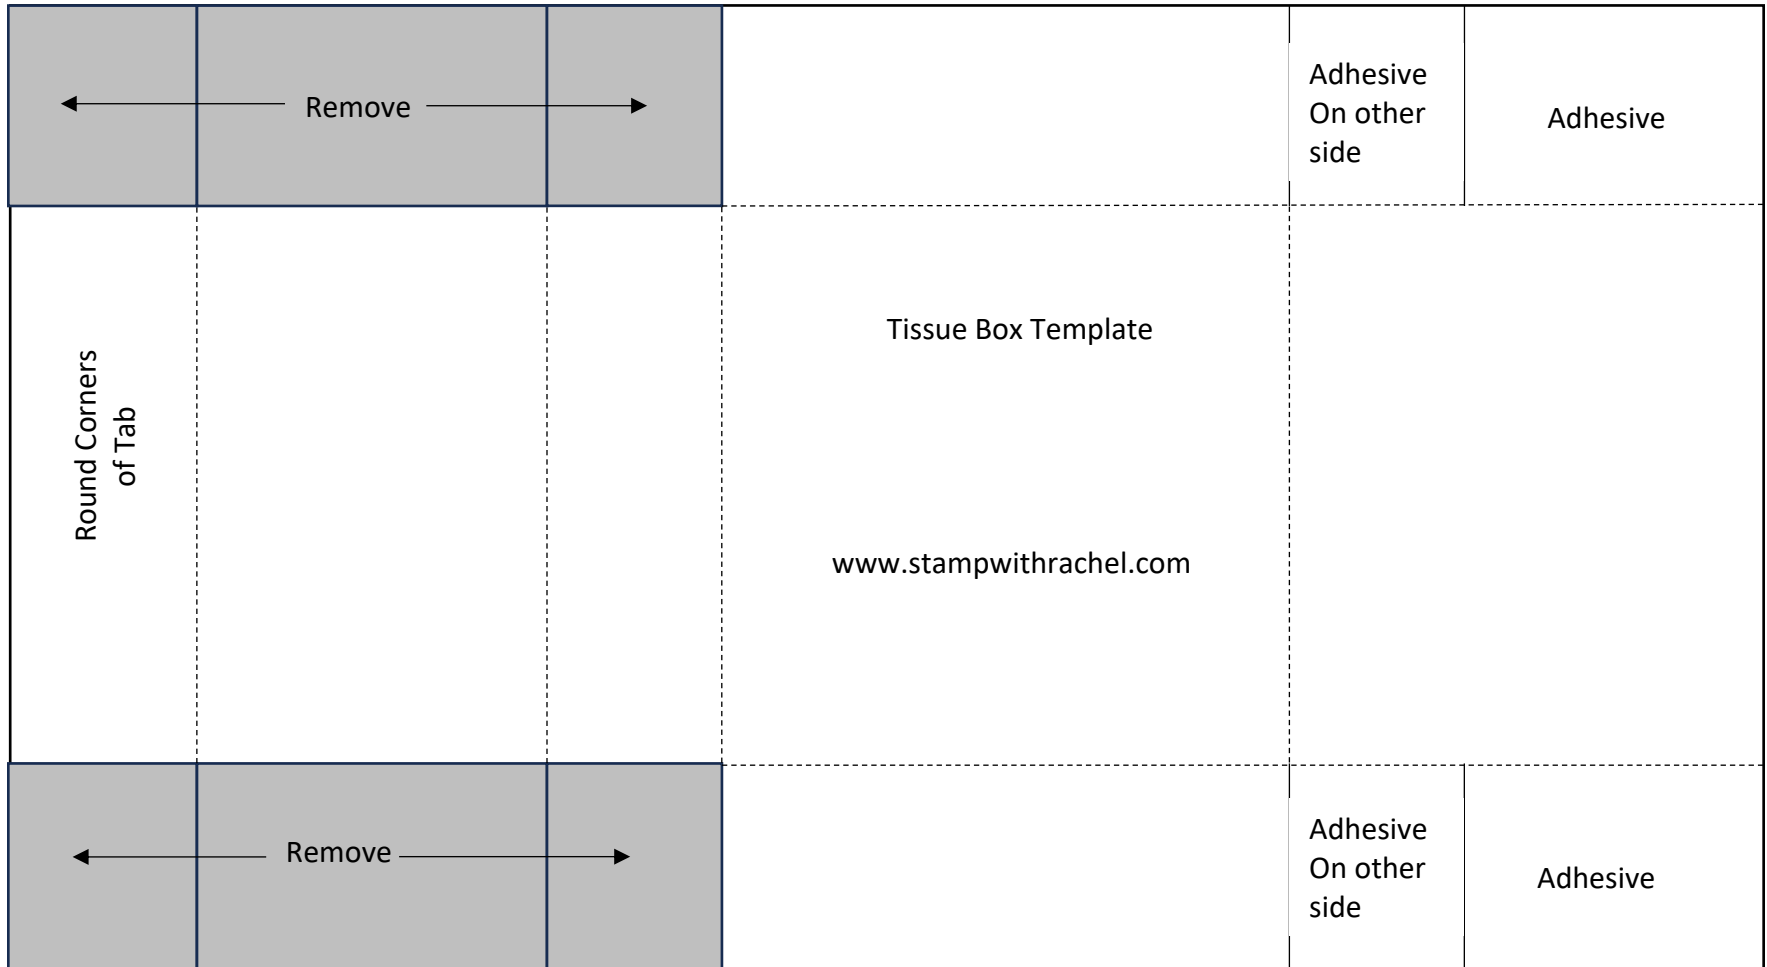 Remove
Adhesive
On other
side
Adhesive
Round Corners
of Tab
Tissue Box Template
www.stampwithrachel.com
Remove
Adhesive
On other
side
Adhesive